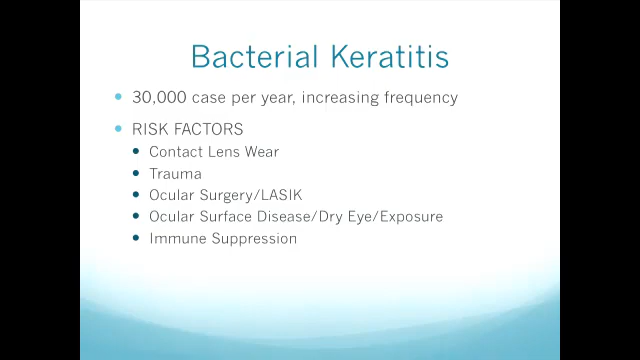 Bacterial Keratitis
30,000 case per year, increasing frequency
RISK FACTORS
Contact Lens Wear
Trauma
Ocular Surgery/LASIK
Ocular Surface Disease/Dry Eye/Exposure
Immune Suppression